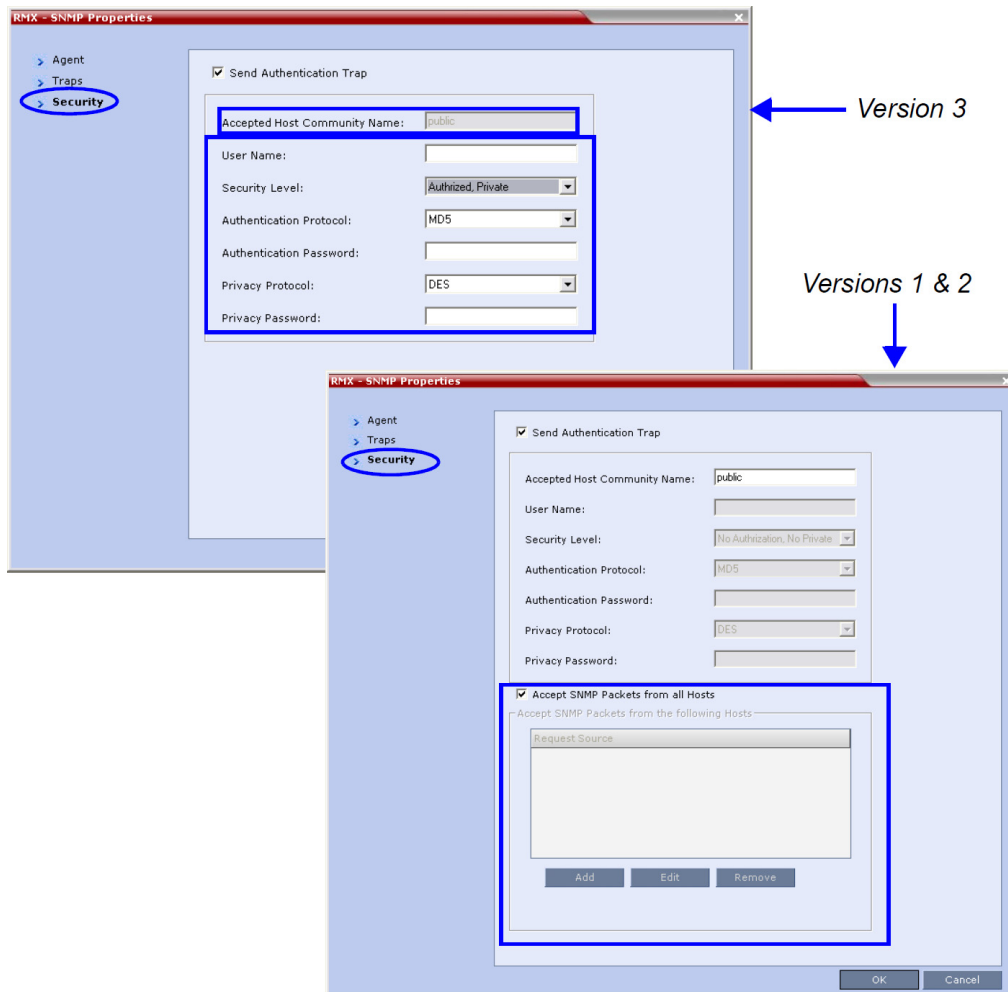 RMX - SNMP Properties
Agent
Traps
Security
Send Authentication Trap
Accepted Host Community Name: public
User Name:
Security Level: Authrized, Private
Authentication Protocol: MD5
Authentication Password:
Privacy Protocol: DES
Privacy Password:
Version 3
Versions 1 & 2
RMX - SNMP Properties
Agent
Traps
Security
Send Authentication Trap
Accepted Host Community Name: public
User Name:
Security Level: No Authrization, No Private
Authentication Protocol: MD5
Authentication Password:
Privacy Protocol: DES
Privacy Password:
Accept SNMP Packets from all Hosts
Accept SNMP Packets from the following Hosts
Request Source
Add Edit Remove
OK Cancel